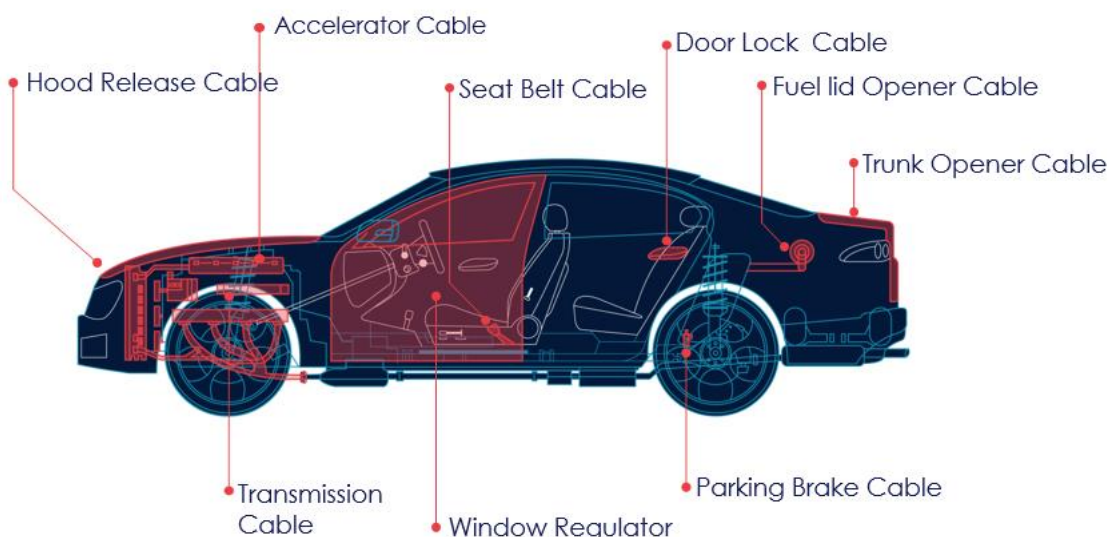 Accelerator Cable
Door Lock Cable
Hood Release Cable
Seat Belt Cable
Fuel lid Opener Cable
Trunk Opener Cable
Transmission
Cable
Parking Brake Cable
Window Regulator